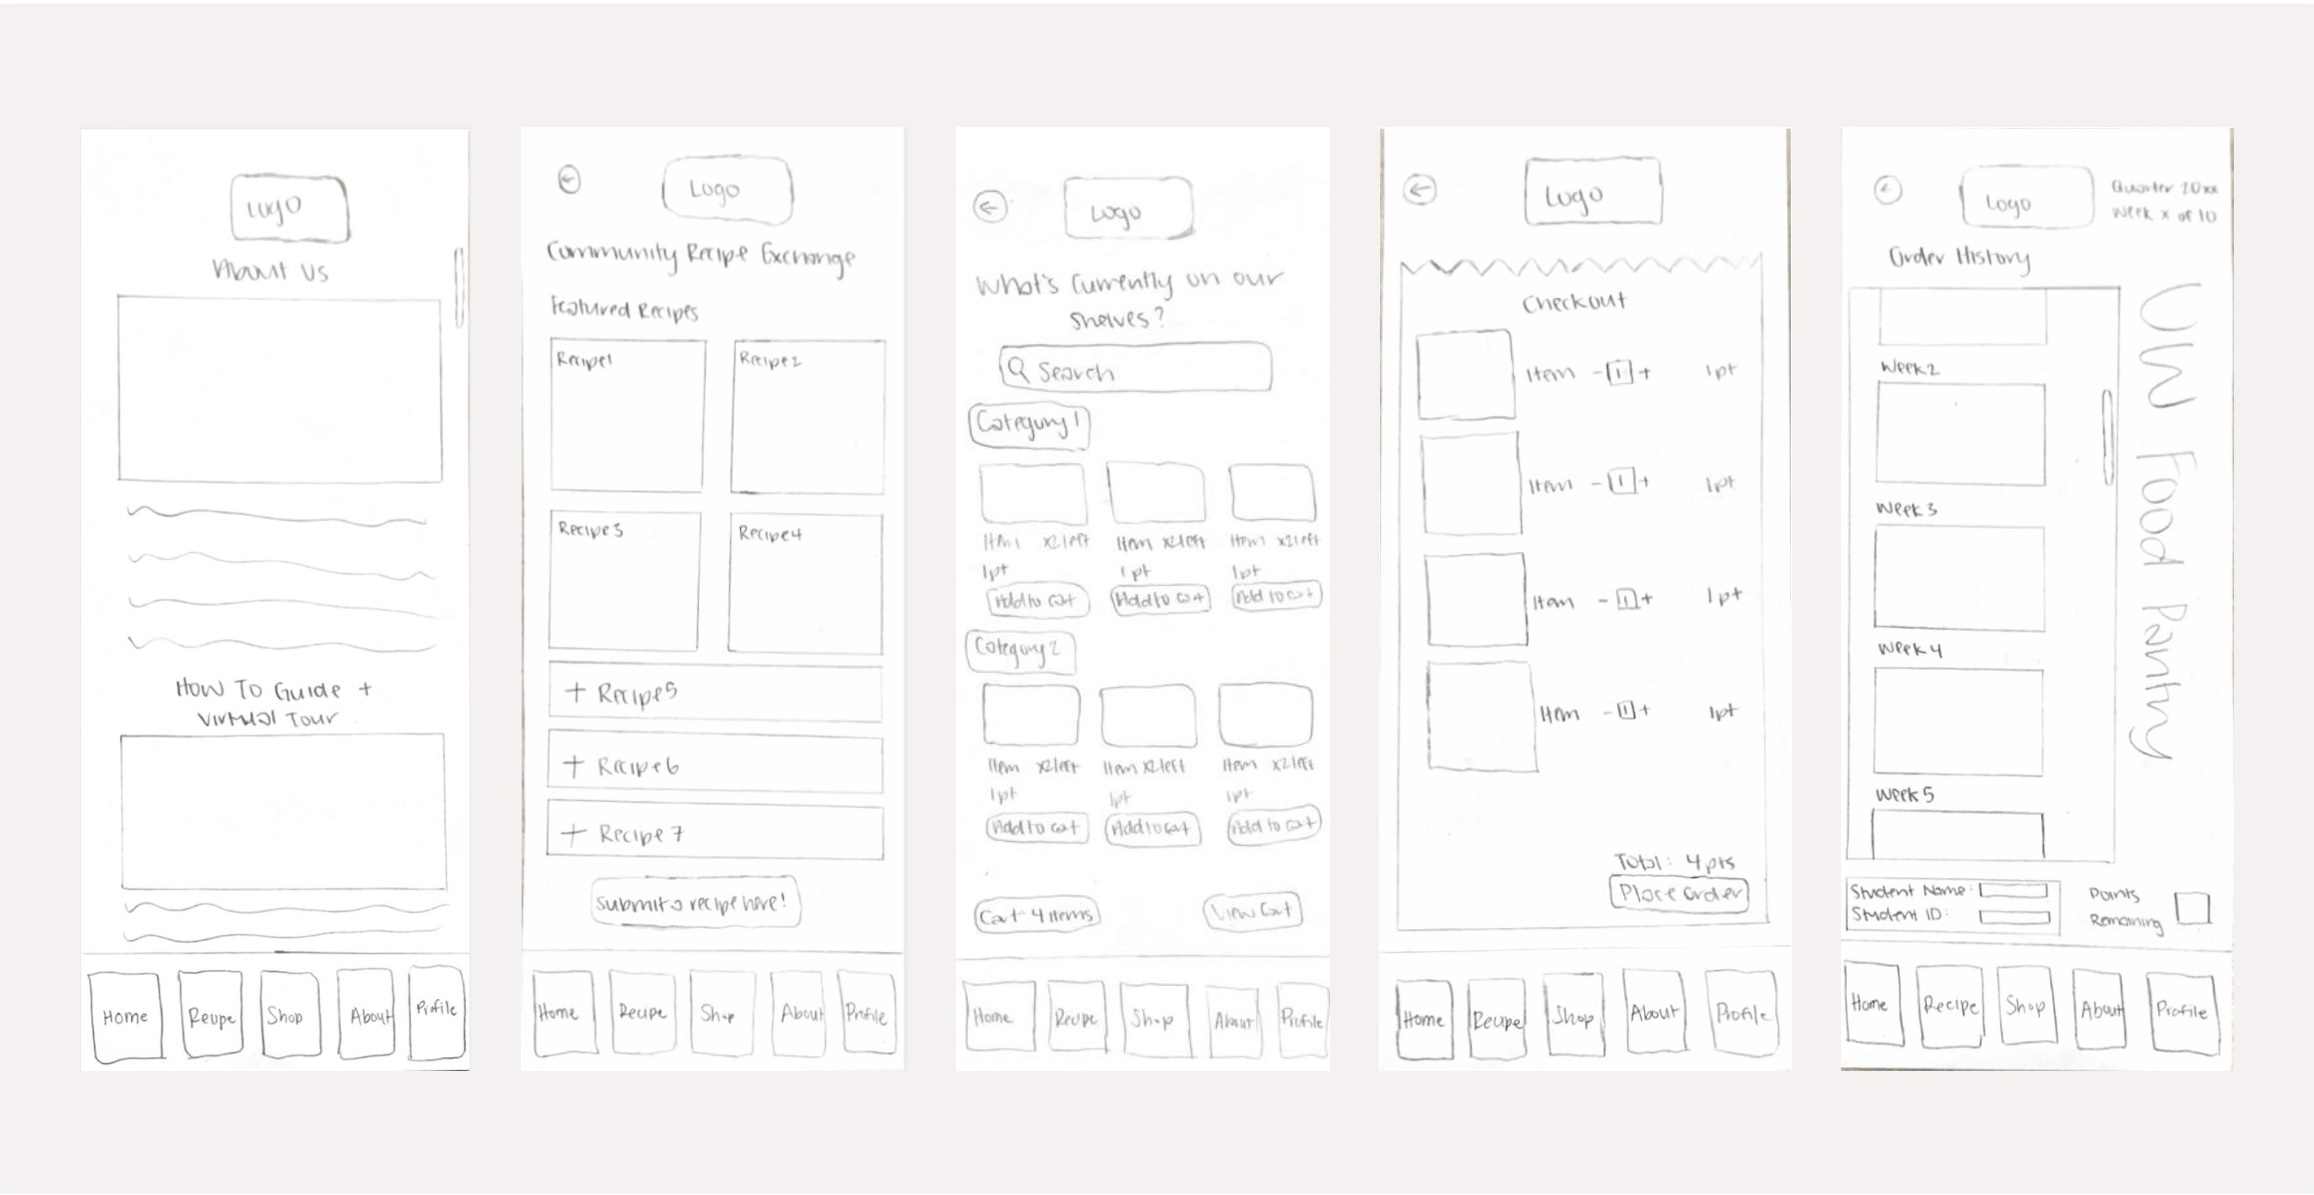 Logo
About Us
How To Guide +
Virtual Tour
Home Recipe Shop About Profile
Logo
Community Recipe Exchange
Featured Recipes
Recipe1 Recipe2
Recipe3 Recipe4
+ Recipe5
+ Recipe6
+ Recipe7
Submit a recipe here!
Home Recipe Shop About Profile
Logo
What's Currently on our
shelves?
Search
Category 1
Item x2 left Item x2 left Item x2 left
1pt 1pt 1pt
Add to cart Add to cart Add to cart
Category 2
Item x2 left Item x2 left Item x2 left
1pt 1pt 1pt
Add to cart Add to cart Add to cart
Cart 4 items View Cart
Home Recipe Shop About Profile
Logo
Checkout
Item - 1 + 1pt
Item - 1 + 1pt
Item - 1 + 1pt
Item - 1 + 1pt
Total: 4pts
Place Order
Home Recipe Shop About Profile
Logo
Quarter 20xx
Week x of 10
Order History
Week 2
Week 3
Week 4
Week 5
UW Food Pantry
Student Name:
Student ID:
Points
Remaining
Home Recipe Shop About Profile